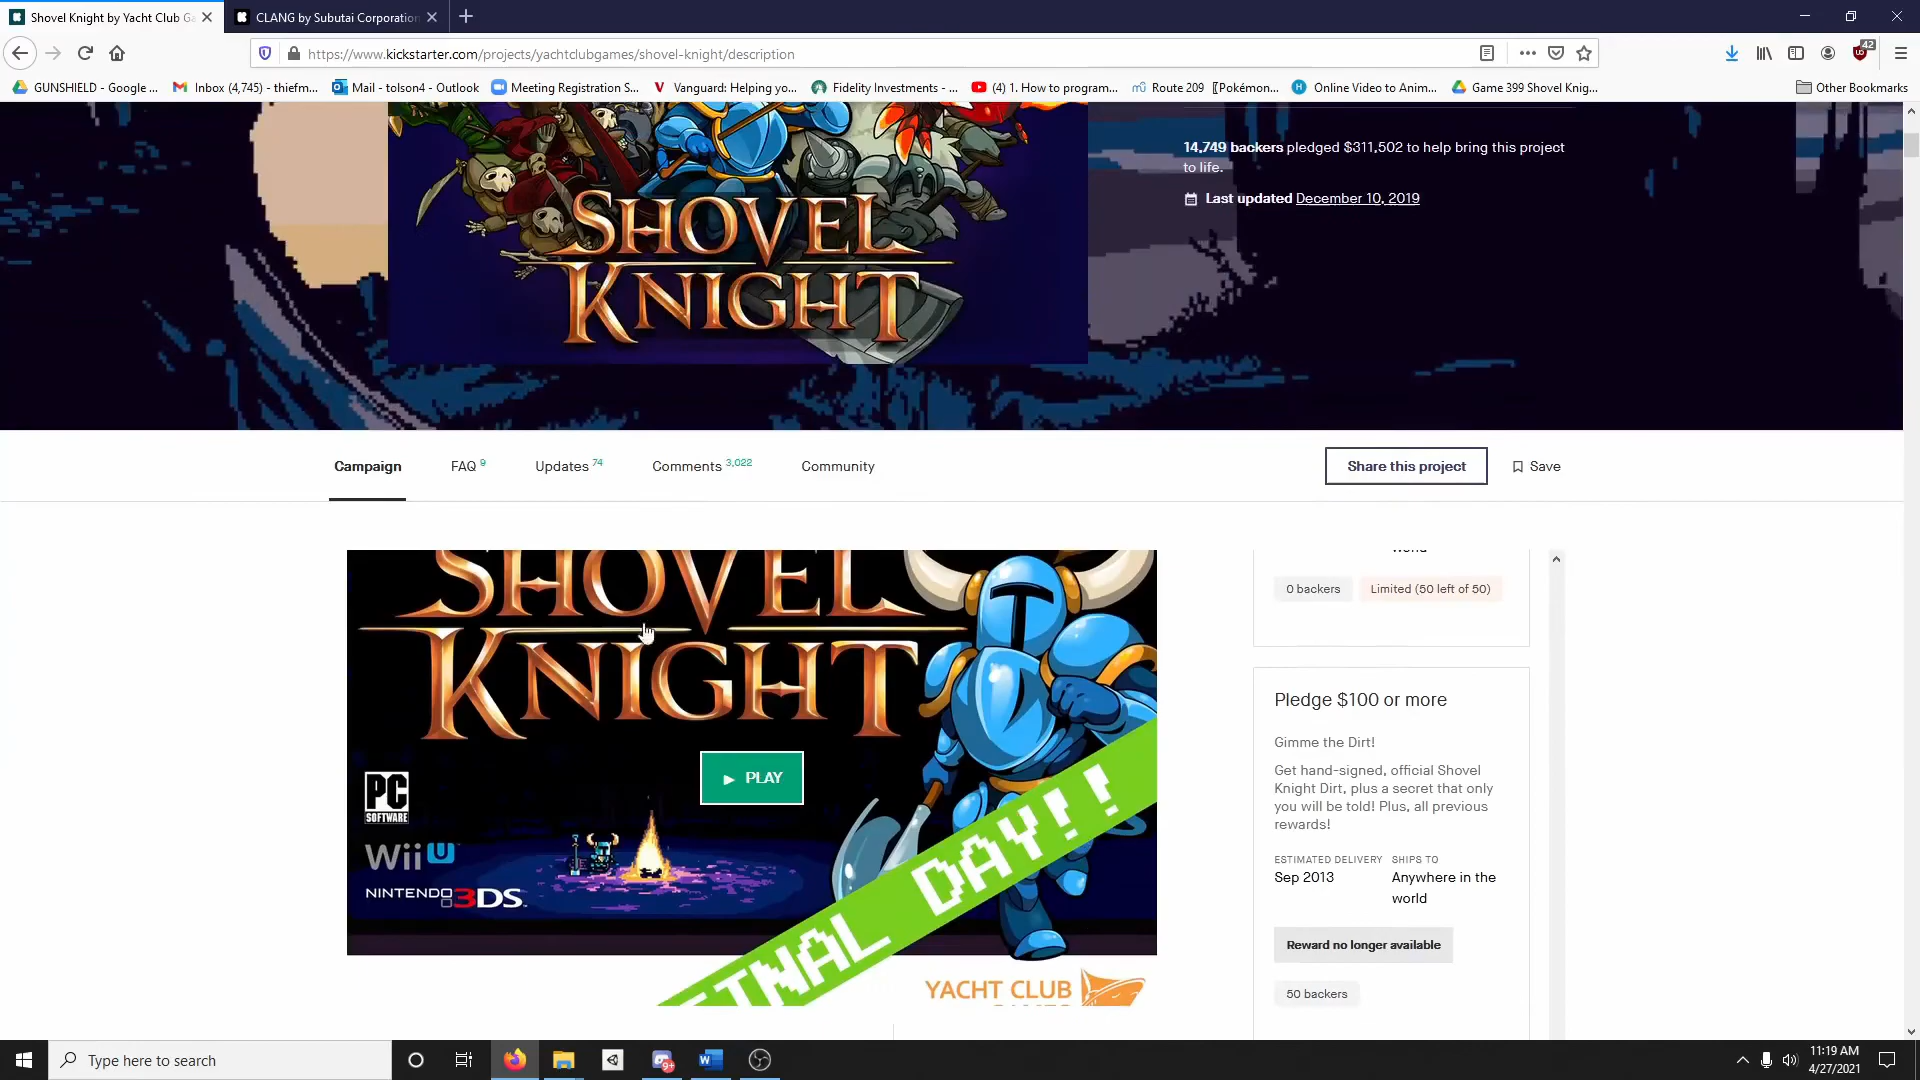 Shovel Knight by Yacht Club Ga
CLANG by Subutai Corporation
https://www.kickstarter.com/projects/yachtclubgames/shovel-knight/description
42
GUNSHIELD - Google ...
Inbox (4,745) - thiefm...
Mail - tolson4 - Outlook
Meeting Registration S...
Vanguard: Helping yo...
Fidelity Investments - ...
(4) 1. How to program...
Route 209 [Pokémon...
Online Video to Anim...
Game 399 Shovel Knig...
Other Bookmarks
14,749 backers pledged $311,502 to help bring this project
to life.
Last updated December 10, 2019
SHOVEL
KNIGHT
Campaign
FAQ 9
Updates 74
Comments 3,022
Community
Share this project
Save
SHOVEL
KNIGHT
PLAY
PC
SOFTWARE
Wii U
NINTENDO 3DS
FINAL DAY!!
YACHT CLUB
world
0 backers
Limited (50 left of 50)
Pledge $100 or more
Gimme the Dirt!
Get hand-signed, official Shovel
Knight Dirt, plus a secret that only
you will be told! Plus, all previous
rewards!
ESTIMATED DELIVERY
Sep 2013
SHIPS TO
Anywhere in the
world
Reward no longer available
50 backers
Type here to search
9+
11:19 AM
4/27/2021